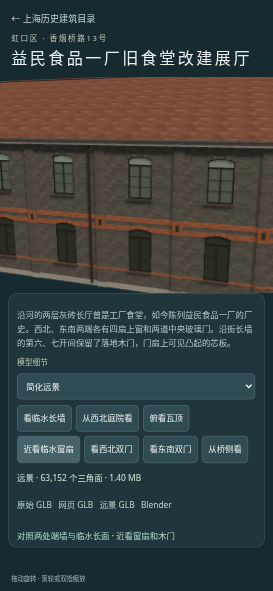 ← 上海历史建筑目录
虹口区 · 香烟桥路13号
益民食品一厂旧食堂改建展厅
沿河的两层灰砖长厅曾是工厂食堂，如今陈列益民食品一厂的厂
史。西北、东南两端各有四扇上窗和两道中央玻璃门。沿街长墙
的第六、七开间保留了落地木门，门扇上可见凸起的芯板。
模型细节
简化远景
看临水长墙 从西北庭院看 俯看瓦顶
近看临水窗扇 看西北双门 看东南双门 从桥侧看
远景 · 63,152 个三角面 · 1.40 MB
原始 GLB 网页 GLB 远景 GLB Blender
对照两处端墙与临水长面 · 近看窗扇和木门
拖动旋转 · 滚轮或双指缩放